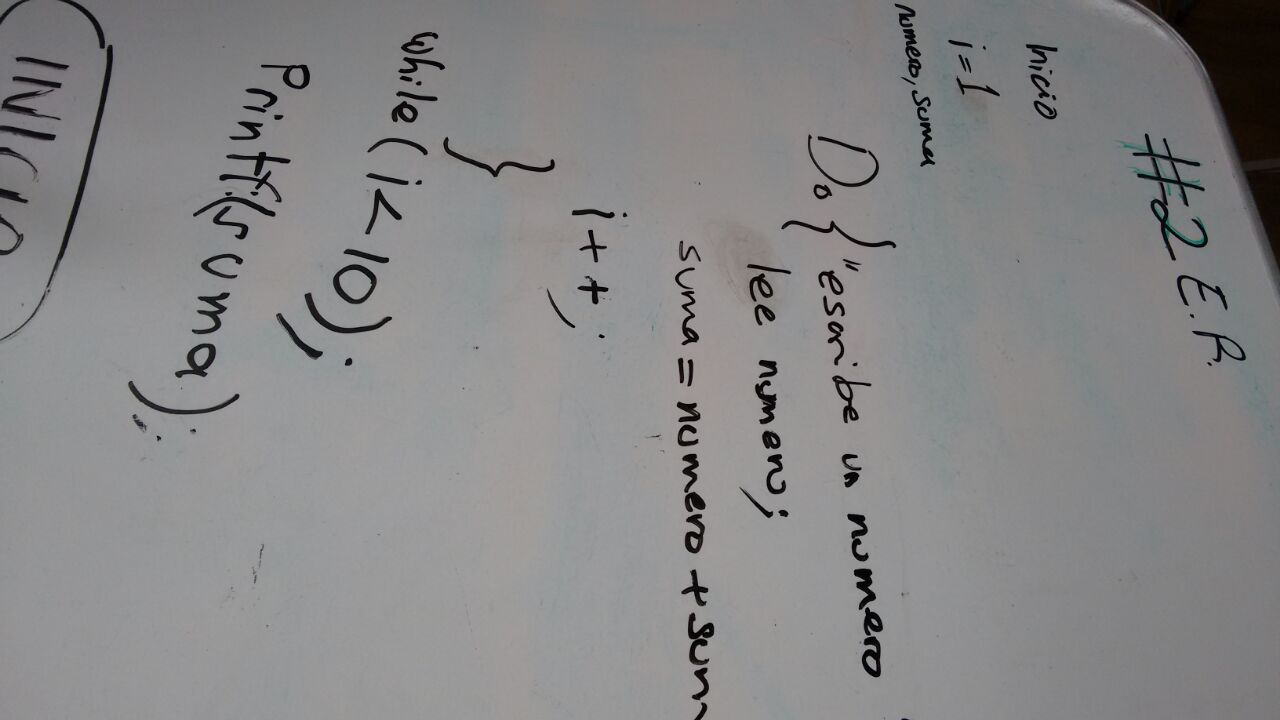 #2 E.R.
Inicio
i=1
numero, suma
Do { "escribe un numero
lee numero;
suma = numero + sum
i++;
}
while (i<10);
Printf(suma);
INICIO